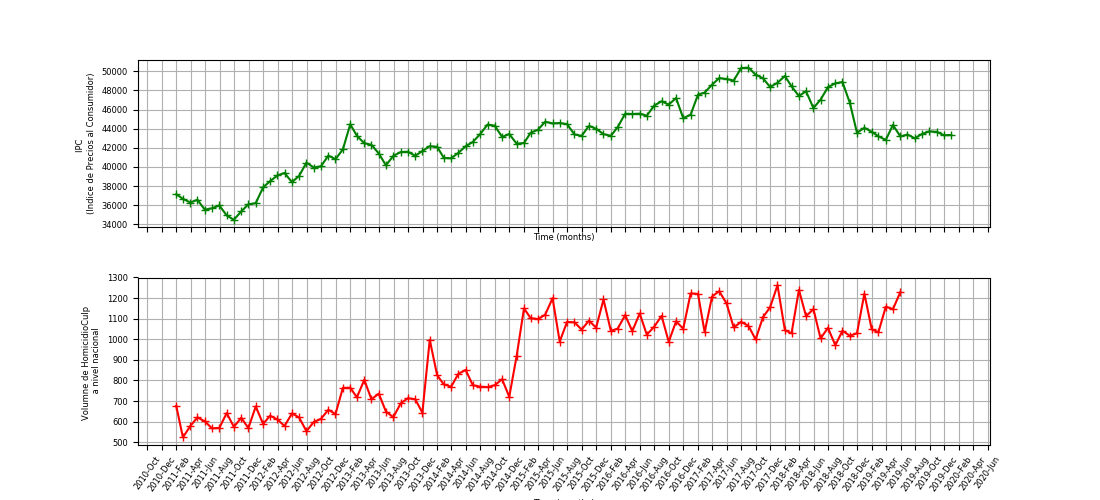 50000
48000
46000
44000
42000
40000
38000
36000
34000
IPC
(Indice de Precios al Consumidor)
Time (months)
1300
1200
1100
1000
900
800
700
600
500
Volumne de HomicidioCulp
a nivel nacional
2010-Oct
2010-Dec
2011-Feb
2011-Apr
2011-Jun
2011-Aug
2011-Oct
2011-Dec
2012-Feb
2012-Apr
2012-Jun
2012-Aug
2012-Oct
2012-Dec
2013-Feb
2013-Apr
2013-Jun
2013-Aug
2013-Oct
2013-Dec
2014-Feb
2014-Apr
2014-Jun
2014-Aug
2014-Oct
2014-Dec
2015-Feb
2015-Apr
2015-Jun
2015-Aug
2015-Oct
2015-Dec
2016-Feb
2016-Apr
2016-Jun
2016-Aug
2016-Oct
2016-Dec
2017-Feb
2017-Apr
2017-Jun
2017-Aug
2017-Oct
2017-Dec
2018-Feb
2018-Apr
2018-Jun
2018-Aug
2018-Oct
2018-Dec
2019-Feb
2019-Apr
2019-Jun
2019-Aug
2019-Oct
2019-Dec
2020-Feb
2020-Apr
2020-Jun